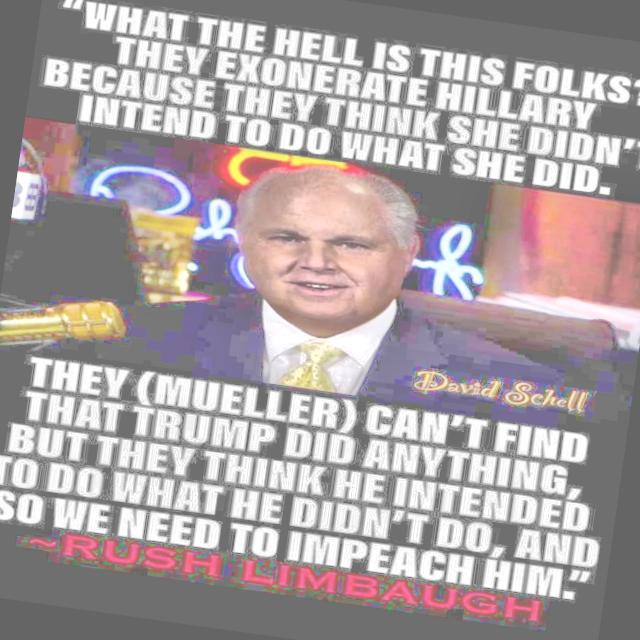 "WHAT THE HELL IS THIS FOLKS?
THEY EXONERATE HILLARY
BECAUSE THEY THINK SHE DIDN'T
INTEND TO DO WHAT SHE DID.
David Schell
THEY (MUELLER) CAN'T FIND
THAT TRUMP DID ANYTHING,
BUT THEY THINK HE INTENDED
TO DO WHAT HE DIDN'T DO, AND
SO WE NEED TO IMPEACH HIM."
~RUSH LIMBAUGH